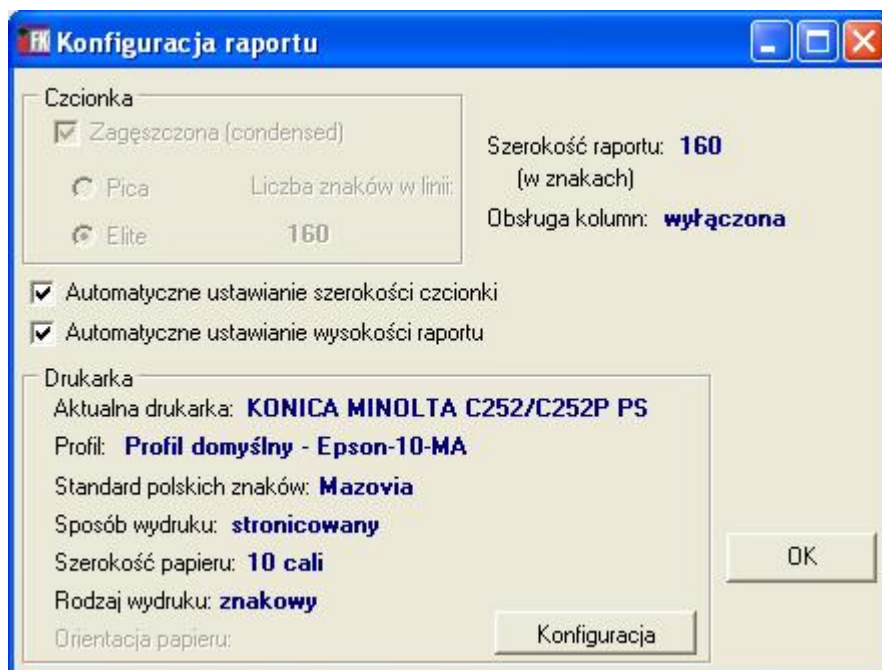 FK Konfiguracja raportu
Czcionka
Zagęszczona (condensed)
Pica
Liczba znaków w linii:
Elite
160
Szerokość raportu: 160
(w znakach)
Obsługa kolumn: wyłączona
Automatyczne ustawianie szerokości czcionki
Automatyczne ustawianie wysokości raportu
Drukarka
Aktualna drukarka: KONICA MINOLTA C252/C252P PS
Profil: Profil domyślny - Epson-10-MA
Standard polskich znaków: Mazovia
Sposób wydruku: stronicowany
Szerokość papieru: 10 cali
Rodzaj wydruku: znakowy
Orientacja papieru:
Konfiguracja
OK